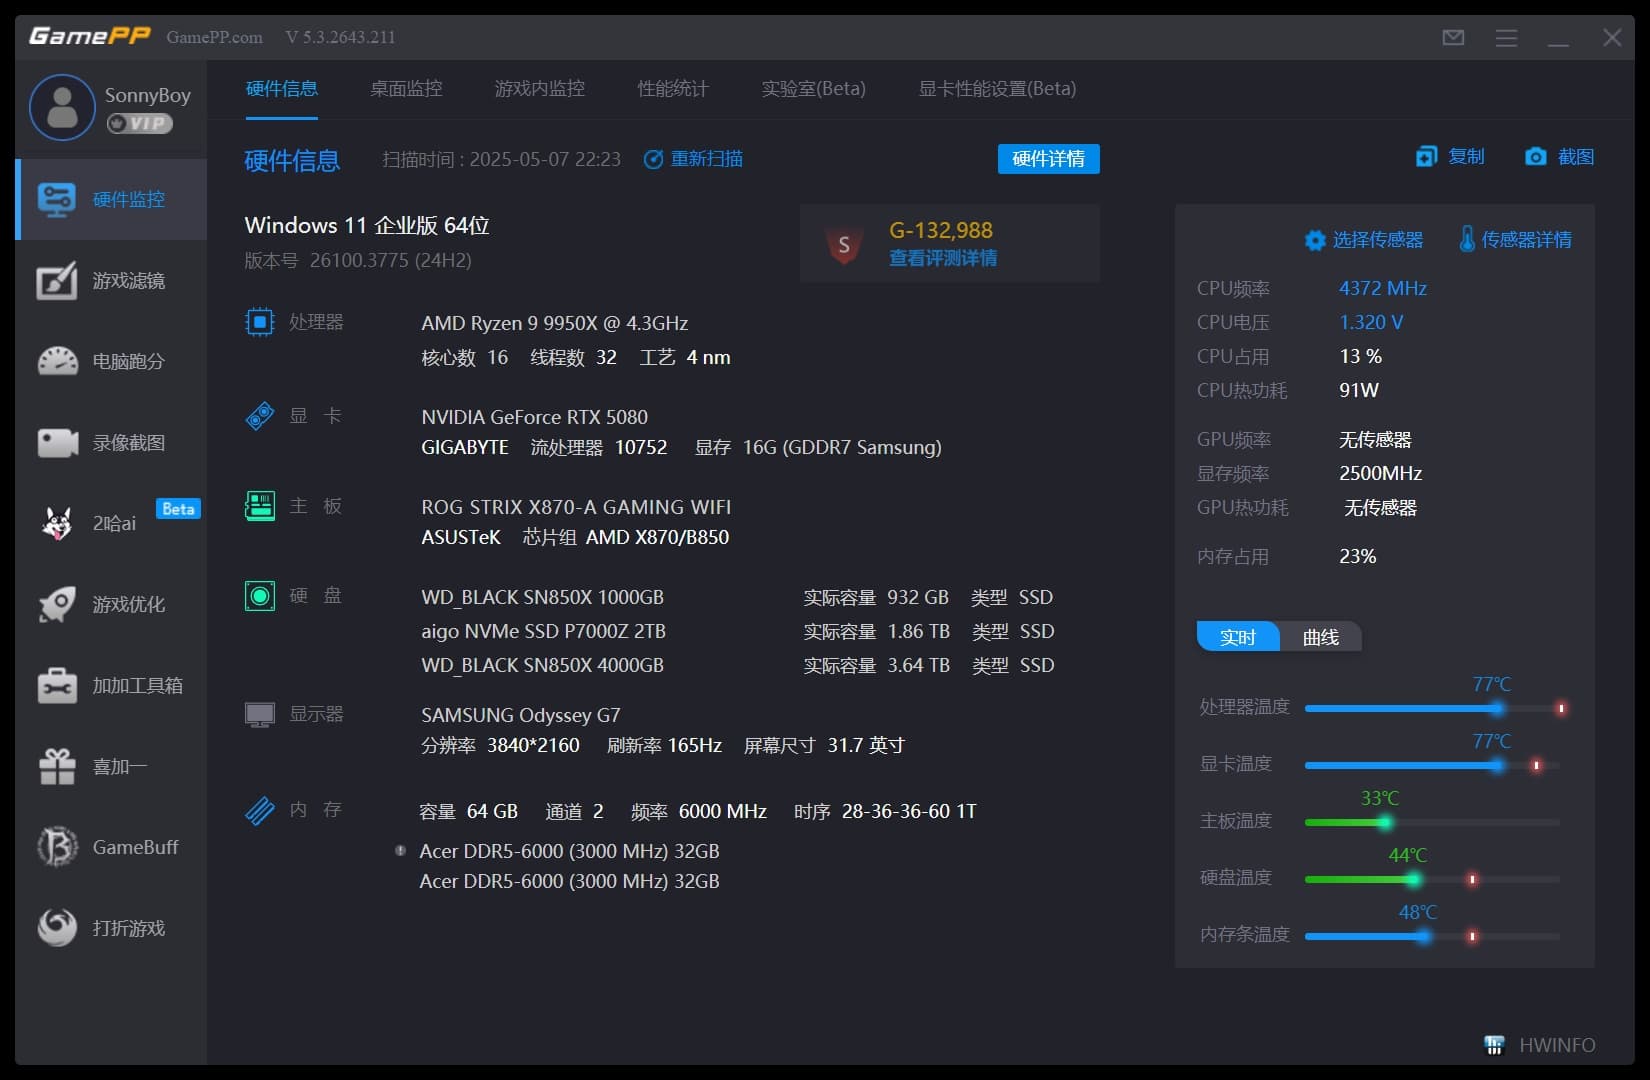 GamePP GamePP.com V 5.3.2643.211
SonnyBoy
VIP
硬件监控
游戏滤镜
电脑跑分
录像截图
2哈ai Beta
游戏优化
加加工具箱
喜加一
GameBuff
打折游戏
硬件信息 桌面监控 游戏内监控 性能统计 实验室(Beta) 显卡性能设置(Beta)
硬件信息 扫描时间 : 2025-05-07 22:23 重新扫描 硬件详情 复制 截图
Windows 11 企业版 64位
版本号 26100.3775 (24H2)
S
G-132,988
查看评测详情
处理器 AMD Ryzen 9 9950X @ 4.3GHz
核心数 16 线程数 32 工艺 4 nm
显 卡 NVIDIA GeForce RTX 5080
GIGABYTE 流处理器 10752 显存 16G (GDDR7 Samsung)
主 板 ROG STRIX X870-A GAMING WIFI
ASUSTeK 芯片组 AMD X870/B850
硬 盘 WD_BLACK SN850X 1000GB 实际容量 932 GB 类型 SSD
aigo NVMe SSD P7000Z 2TB 实际容量 1.86 TB 类型 SSD
WD_BLACK SN850X 4000GB 实际容量 3.64 TB 类型 SSD
显示器 SAMSUNG Odyssey G7
分辨率 3840*2160 刷新率 165Hz 屏幕尺寸 31.7 英寸
内 存 容量 64 GB 通道 2 频率 6000 MHz 时序 28-36-36-60 1T
Acer DDR5-6000 (3000 MHz) 32GB
Acer DDR5-6000 (3000 MHz) 32GB
选择传感器 传感器详情
CPU频率 4372 MHz
CPU电压 1.320 V
CPU占用 13 %
CPU热功耗 91W
GPU频率 无传感器
显存频率 2500MHz
GPU热功耗 无传感器
内存占用 23%
实时 曲线
77℃
处理器温度
77℃
显卡温度
33℃
主板温度
44℃
硬盘温度
48℃
内存条温度
HWINFO